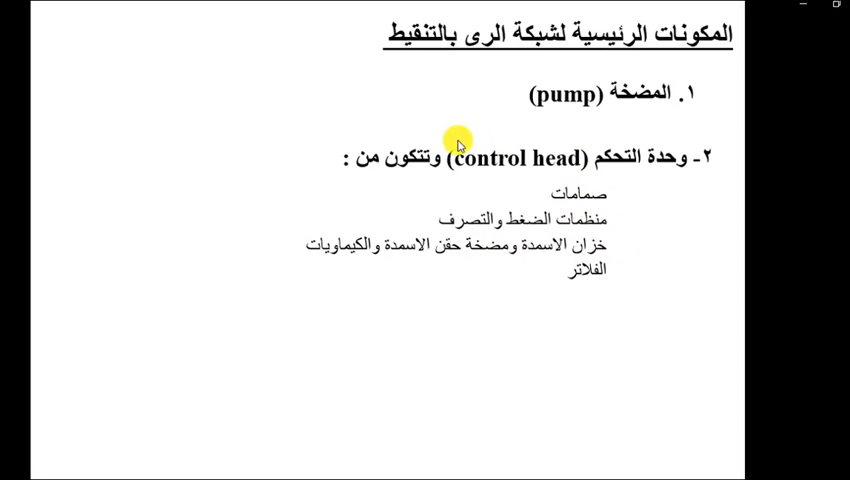 المكونات الرئيسية لشبكة الرى بالتنقيط
١. المضخة (pump)
٢- وحدة التحكم (control head) وتتكون من :
صمامات
منظمات الضغط والتصرف
خزان الاسمدة ومضخة حقن الاسمدة والكيماويات
الفلاتر